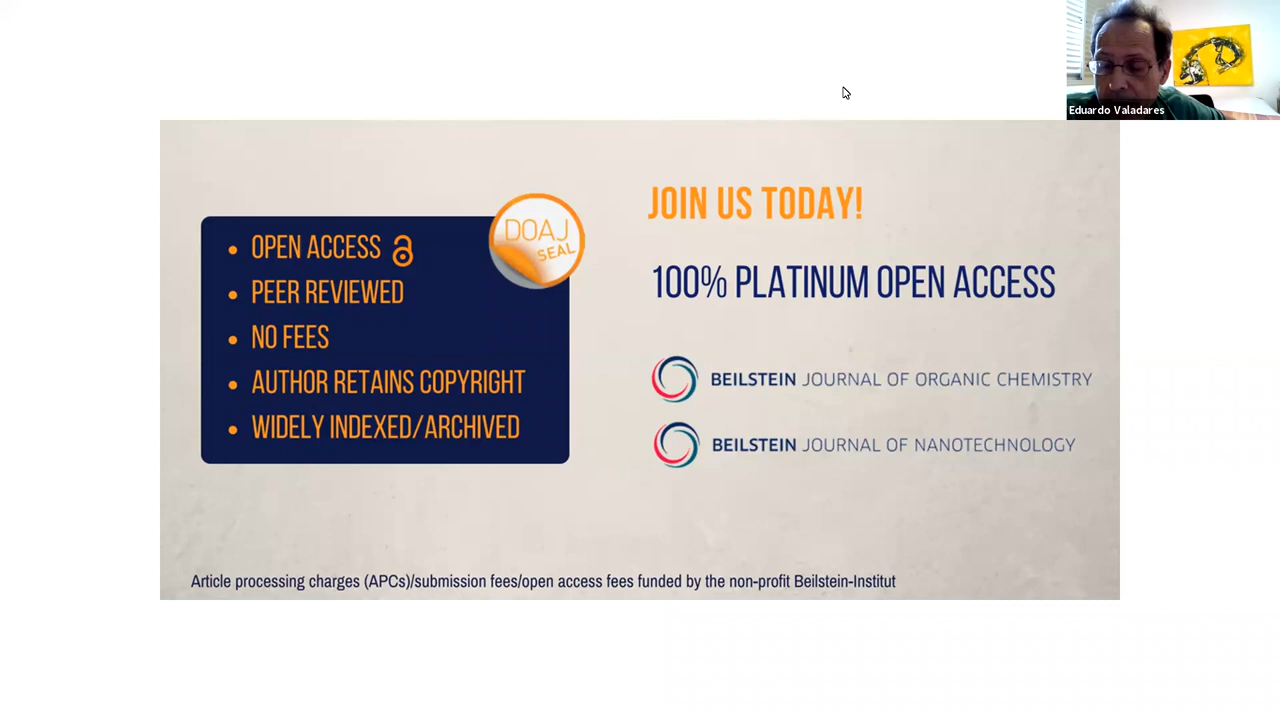 Eduardo Valadares
DOAJ
SEAL
OPEN ACCESS
PEER REVIEWED
NO FEES
AUTHOR RETAINS COPYRIGHT
WIDELY INDEXED/ARCHIVED
JOIN US TODAY!
100% PLATINUM OPEN ACCESS
BEILSTEIN JOURNAL OF ORGANIC CHEMISTRY
BEILSTEIN JOURNAL OF NANOTECHNOLOGY
Article processing charges (APCs)/submission fees/open access fees funded by the non-profit Beilstein-Institut